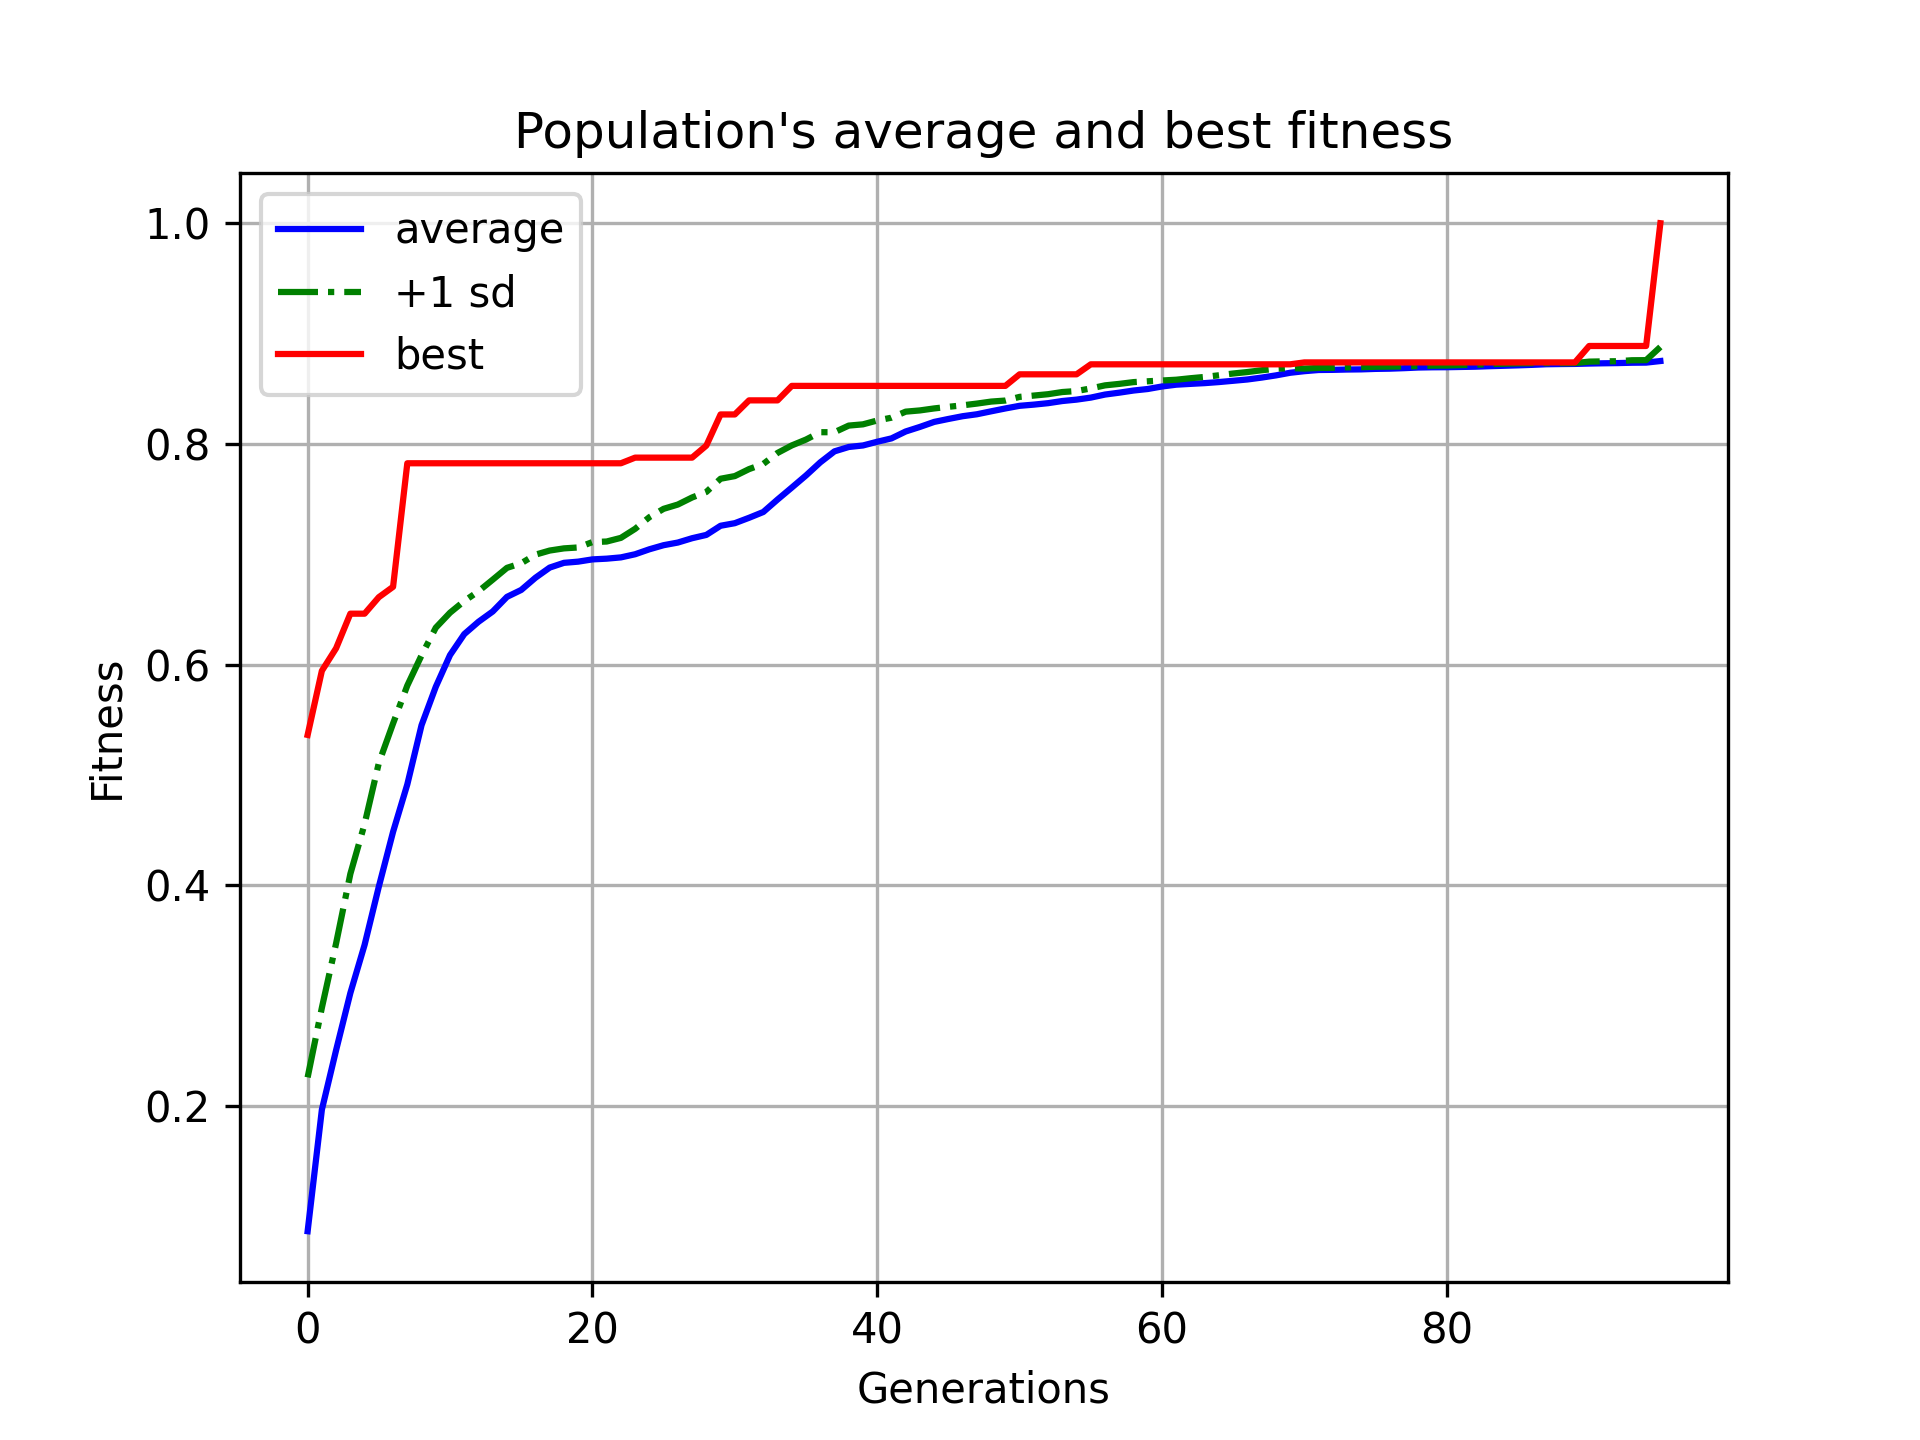 Population's average and best fitness
average
+1 sd
best
1.0
0.8
0.6
0.4
0.2
Fitness
0 20 40 60 80
Generations